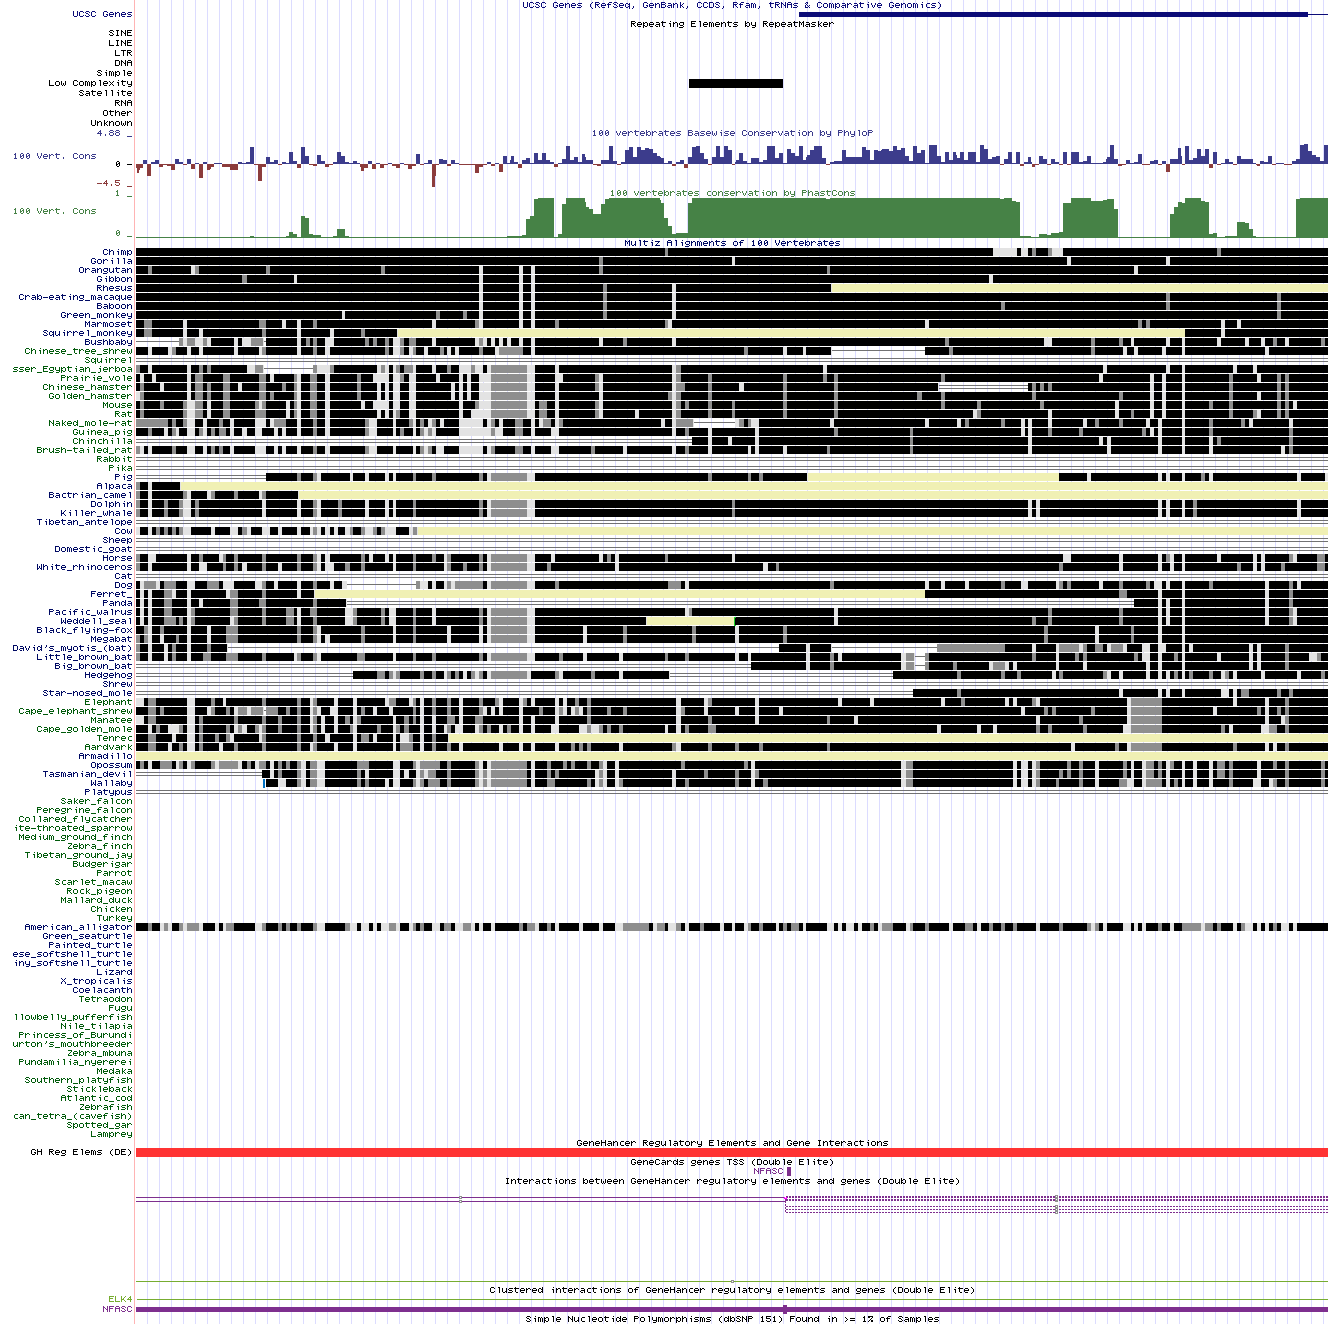 UCSC Genes (RefSeq, GenBank, CCDS, Rfam, tRNAs & Comparative Genomics)
UCSC Genes
Repeating Elements by RepeatMasker
SINE
LINE
LTR
DNA
Simple
Low Complexity
Satellite
RNA
Other
Unknown
4.88 _
100 vertebrates Basewise Conservation by PhyloP
100 Vert. Cons
0 _
-4.5 _
1 _
100 vertebrates conservation by PhastCons
100 Vert. Cons
0 _
Multiz Alignments of 100 Vertebrates
Chimp
Gorilla
Orangutan
Gibbon
Rhesus
Crab-eating_macaque
Baboon
Green_monkey
Marmoset
Squirrel_monkey
Bushbaby
Chinese_tree_shrew
Squirrel
sser_Egyptian_jerboa
Prairie_vole
Chinese_hamster
Golden_hamster
Mouse
Rat
Naked_mole-rat
Guinea_pig
Chinchilla
Brush-tailed_rat
Rabbit
Pika
Pig
Alpaca
Bactrian_camel
Dolphin
Killer_whale
Tibetan_antelope
Cow
Sheep
Domestic_goat
Horse
White_rhinoceros
Cat
Dog
Ferret_
Panda
Pacific_walrus
Weddell_seal
Black_flying-fox
Megabat
David's_myotis_(bat)
Little_brown_bat
Big_brown_bat
Hedgehog
Shrew
Star-nosed_mole
Elephant
Cape_elephant_shrew
Manatee
Cape_golden_mole
Tenrec
Aardvark
Armadillo
Opossum
Tasmanian_devil
Wallaby
Platypus
Saker_falcon
Peregrine_falcon
Collared_flycatcher
ite-throated_sparrow
Medium_ground_finch
Zebra_finch
Tibetan_ground_jay
Budgerigar
Parrot
Scarlet_macaw
Rock_pigeon
Mallard_duck
Chicken
Turkey
American_alligator
Green_seaturtle
Painted_turtle
ese_softshell_turtle
iny_softshell_turtle
Lizard
X_tropicalis
Coelacanth
Tetraodon
Fugu
llowbelly_pufferfish
Nile_tilapia
Princess_of_Burundi
urton's_mouthbreeder
Zebra_mbuna
Pundamilia_nyererei
Medaka
Southern_platyfish
Stickleback
Atlantic_cod
Zebrafish
can_tetra_(cavefish)
Spotted_gar
Lamprey
GeneHancer Regulatory Elements and Gene Interactions
GH Reg Elems (DE)
GeneCards genes TSS (Double Elite)
NFASC
Interactions between GeneHancer regulatory elements and genes (Double Elite)
Clustered interactions of GeneHancer regulatory elements and genes (Double Elite)
ELK4
NFASC
Simple Nucleotide Polymorphisms (dbSNP 151) Found in >= 1% of Samples